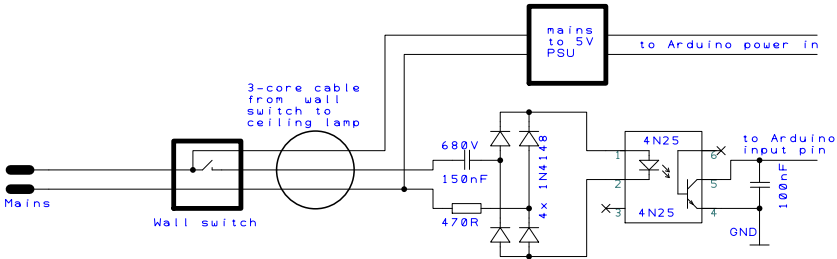 mains
to 5V
PSU
to Arduino power in
3-core cable
from wall
switch to
ceiling lamp
680V
150nF
470R
4x 1N4148
4N25
1
2
3
6
5
4
4N25
to Arduino
input pin
100nF
GND
Mains
Wall switch